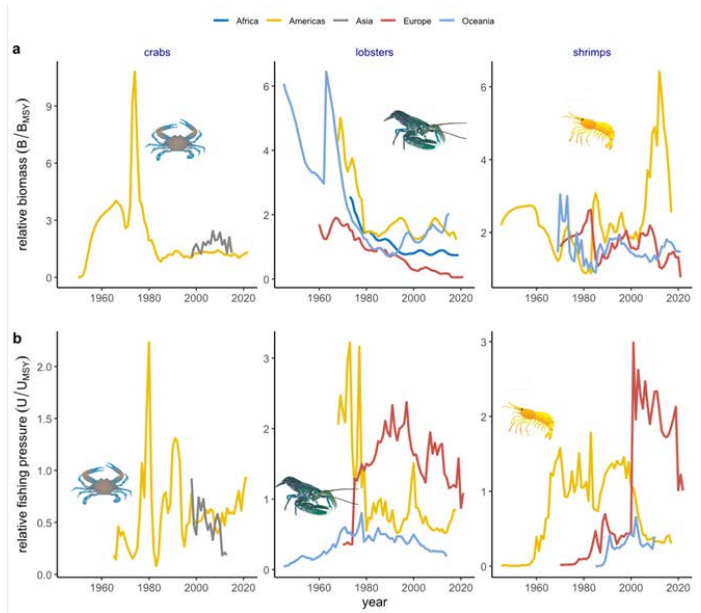 Africa Americas Asia Europe Oceania
a
crabs lobsters shrimps
relative biomass (B/B_MSY)
9
6
3
0
1960 1980 2000 2020
6
4
2
0
1960 1980 2000 2020
6
4
2
1960 1980 2000 2020
b
relative fishing pressure (U/U_MSY)
2.0
1.5
1.0
0.5
0.0
1960 1980 2000 2020
3
2
1
0
1960 1980 2000 2020
3
2
1
0
1960 1980 2000 2020
year